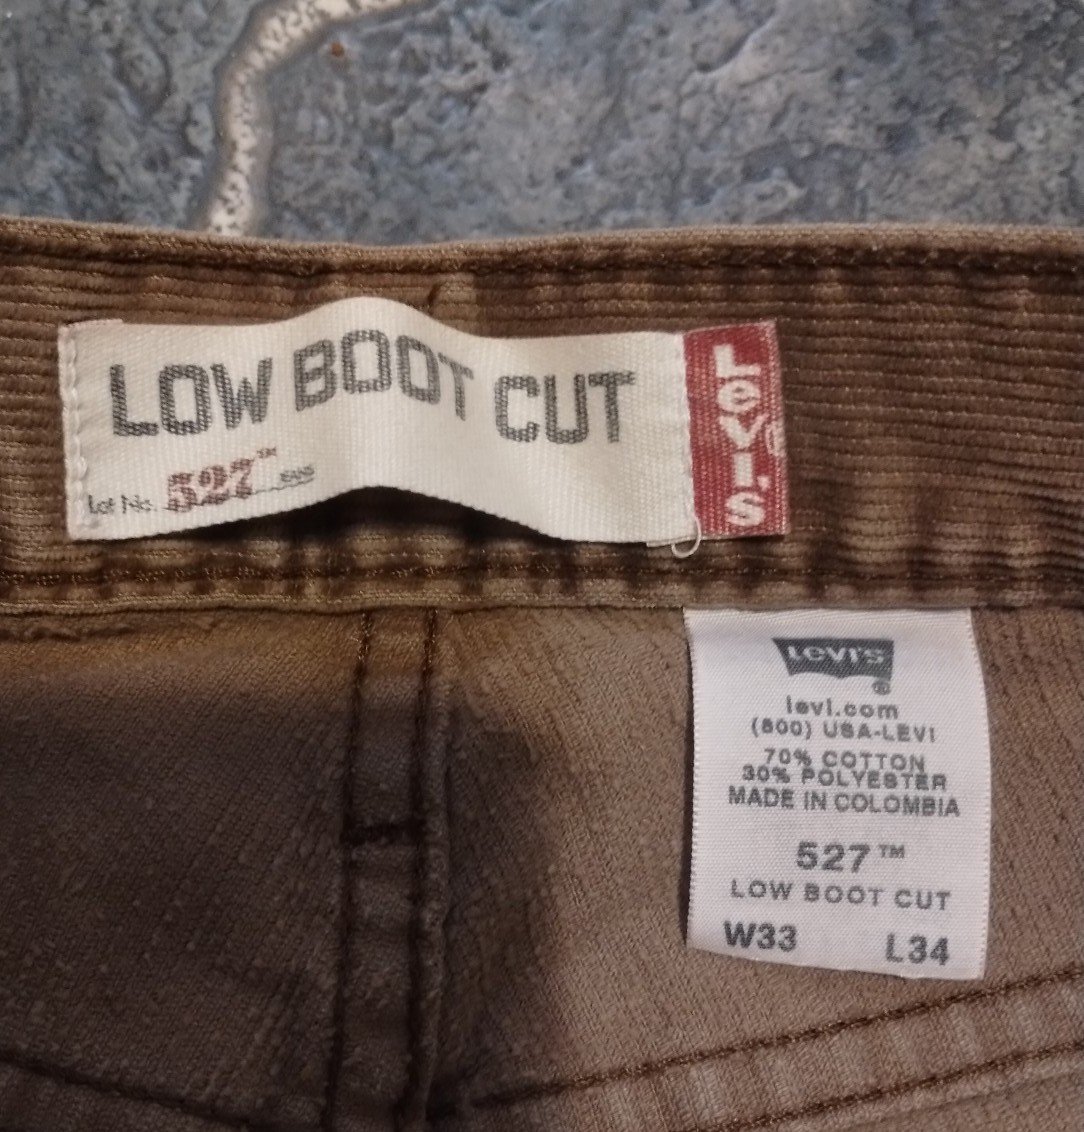 LOW BOOT CUT
Lot No. 527™
LEVI'S
LEVI'S
®
levi.com
(800) USA-LEVI
70% COTTON
30% POLYESTER
MADE IN COLOMBIA
527™
LOW BOOT CUT
W33 L34